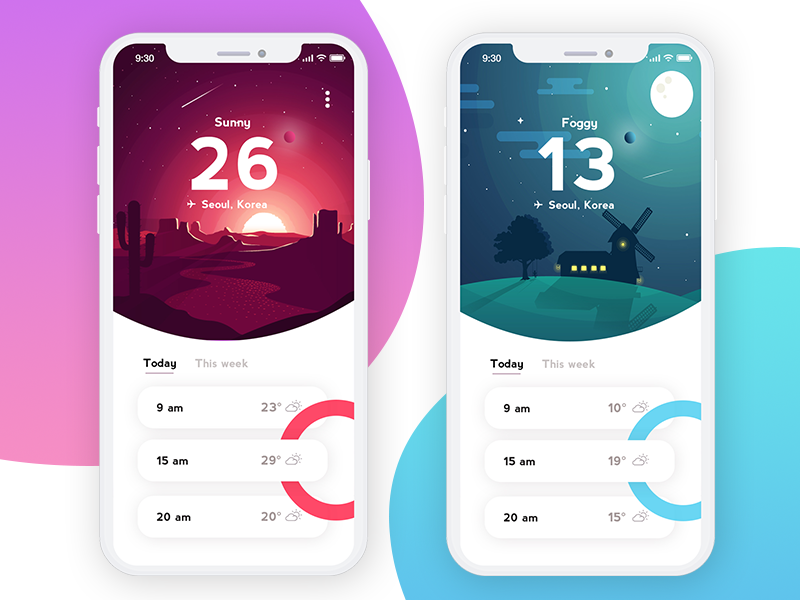 9:30
Sunny
26
Seoul, Korea
Today This week
9 am 23°
15 am 29°
20 am 20°
9:30
Foggy
13
Seoul, Korea
Today This week
9 am 10°
15 am 19°
20 am 15°